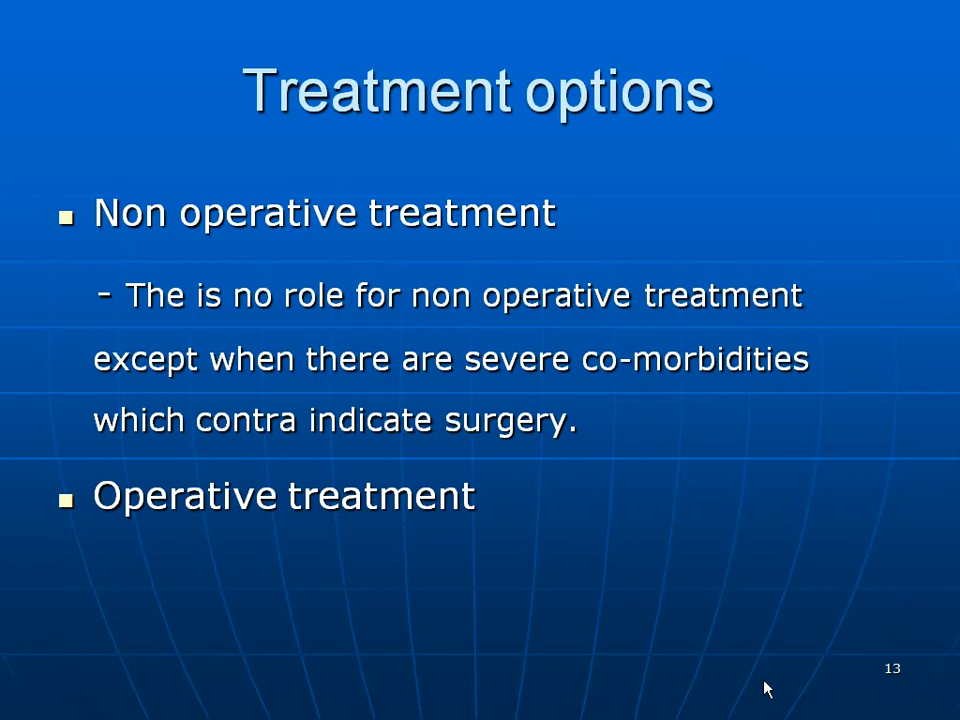 Treatment options
Non operative treatment
- The is no role for non operative treatment
except when there are severe co-morbidities
which contra indicate surgery.
Operative treatment
13